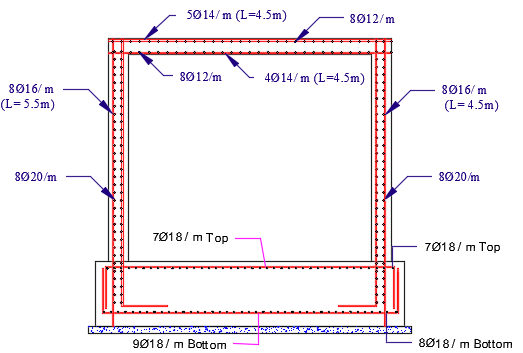 5Ø14/ m (L=4.5m)
8Ø12/m
8Ø12/m
4Ø14/ m (L=4.5m)
8Ø16/ m
(L= 5.5m)
8Ø16/ m
(L= 4.5m)
8Ø20/m
8Ø20/m
7Ø18/ m Top
7Ø18/ m Top
9Ø18/ m Bottom
8Ø18/ m Bottom